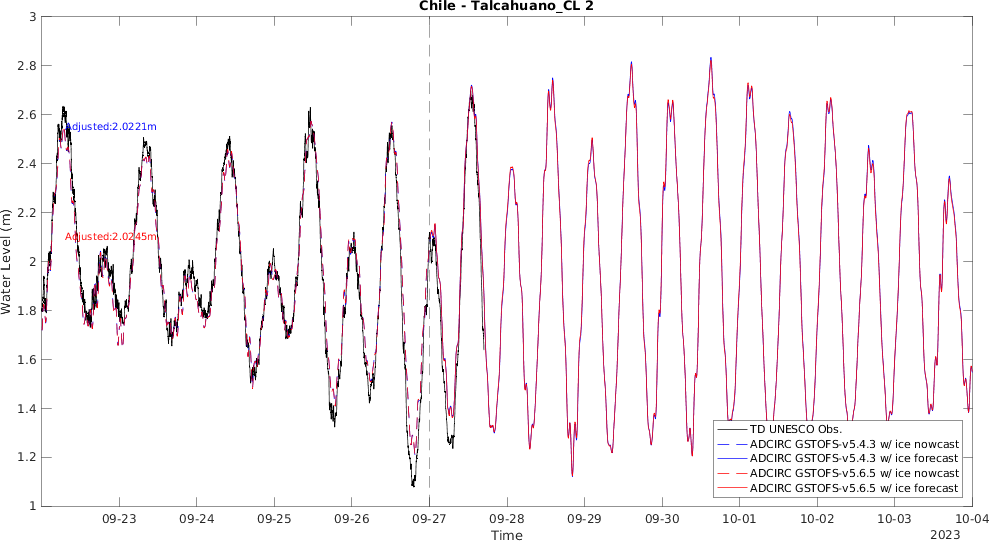 Chile - Talcahuano_CL 2
3
2.8
2.6
2.4
2.2
2
1.8
1.6
1.4
1.2
1
Water Level (m)
Adjusted:2.0221m
Adjusted:2.0245m
TD UNESCO Obs.
ADCIRC GSTOFS-v5.4.3 w/ ice nowcast
ADCIRC GSTOFS-v5.4.3 w/ ice forecast
ADCIRC GSTOFS-v5.6.5 w/ ice nowcast
ADCIRC GSTOFS-v5.6.5 w/ ice forecast
09-23 09-24 09-25 09-26 09-27 09-28 09-29 09-30 10-01 10-02 10-03 10-04
Time
2023